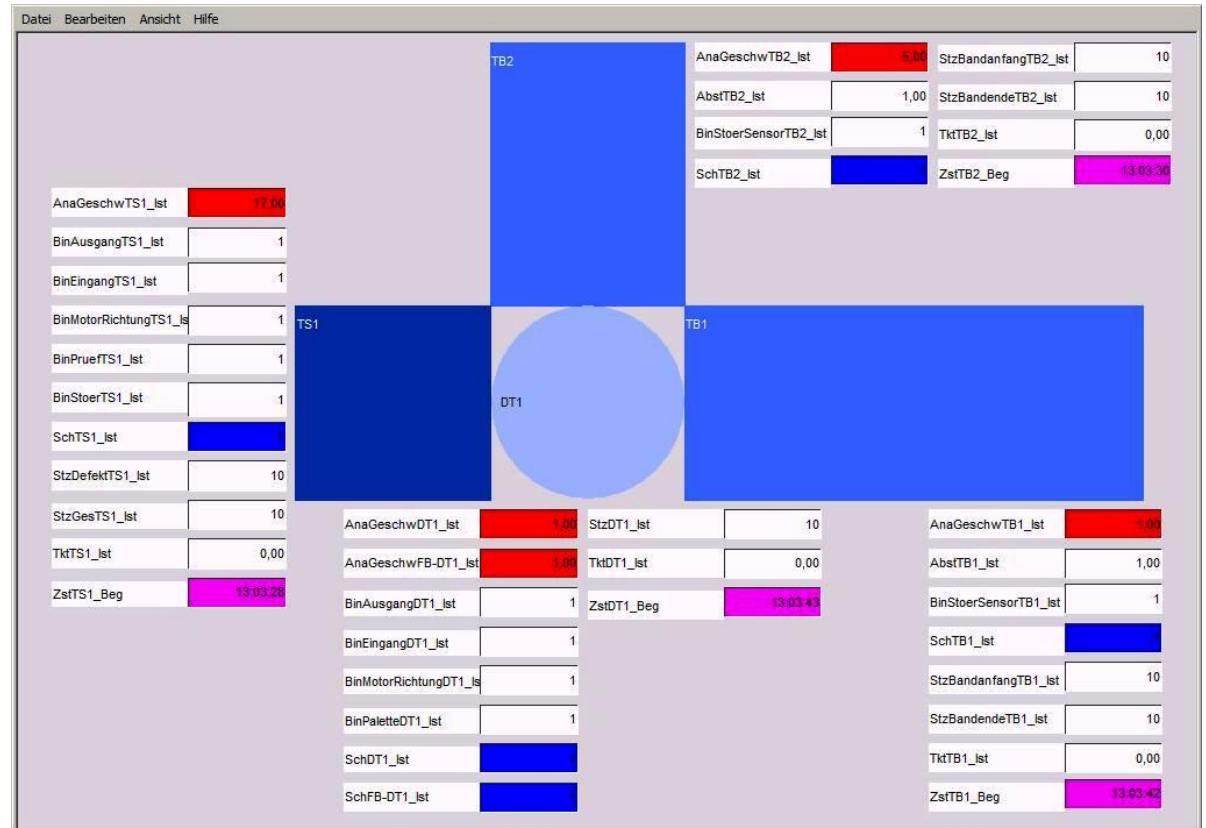 Datei Bearbeiten Ansicht Hilfe
TB2
AnaGeschwTB2_Ist 5,00 StzBandanfangTB2_Ist 10
AbstTB2_Ist 1,00 StzBandendeTB2_Ist 10
BinStoerSensorTB2_Ist 1 TktTB2_Ist 0,00
SchTB2_Ist ZstTB2_Beg 13:03:30
AnaGeschwTS1_Ist 17,00
BinAusgangTS1_Ist 1
BinEingangTS1_Ist 1
BinMotorRichtungTS1_Is 1
BinPruefTS1_Ist 1
BinStoerTS1_Ist 1
SchTS1_Ist
StzDefektTS1_Ist 10
StzGesTS1_Ist 10
TktTS1_Ist 0,00
ZstTS1_Beg 13:03:28
TS1
DT1
TB1
AnaGeschwDT1_Ist 1,00 StzDT1_Ist 10
AnaGeschwFB-DT1_Ist 1,00 TktDT1_Ist 0,00
BinAusgangDT1_Ist 1 ZstDT1_Beg 13:03:43
BinEingangDT1_Ist 1
BinMotorRichtungDT1_Is 1
BinPaletteDT1_Ist 1
SchDT1_Ist
SchFB-DT1_Ist
AnaGeschwTB1_Ist 1,00
AbstTB1_Ist 1,00
BinStoerSensorTB1_Ist 1
SchTB1_Ist
StzBandanfangTB1_Ist 10
StzBandendeTB1_Ist 10
TktTB1_Ist 0,00
ZstTB1_Beg 13:03:42